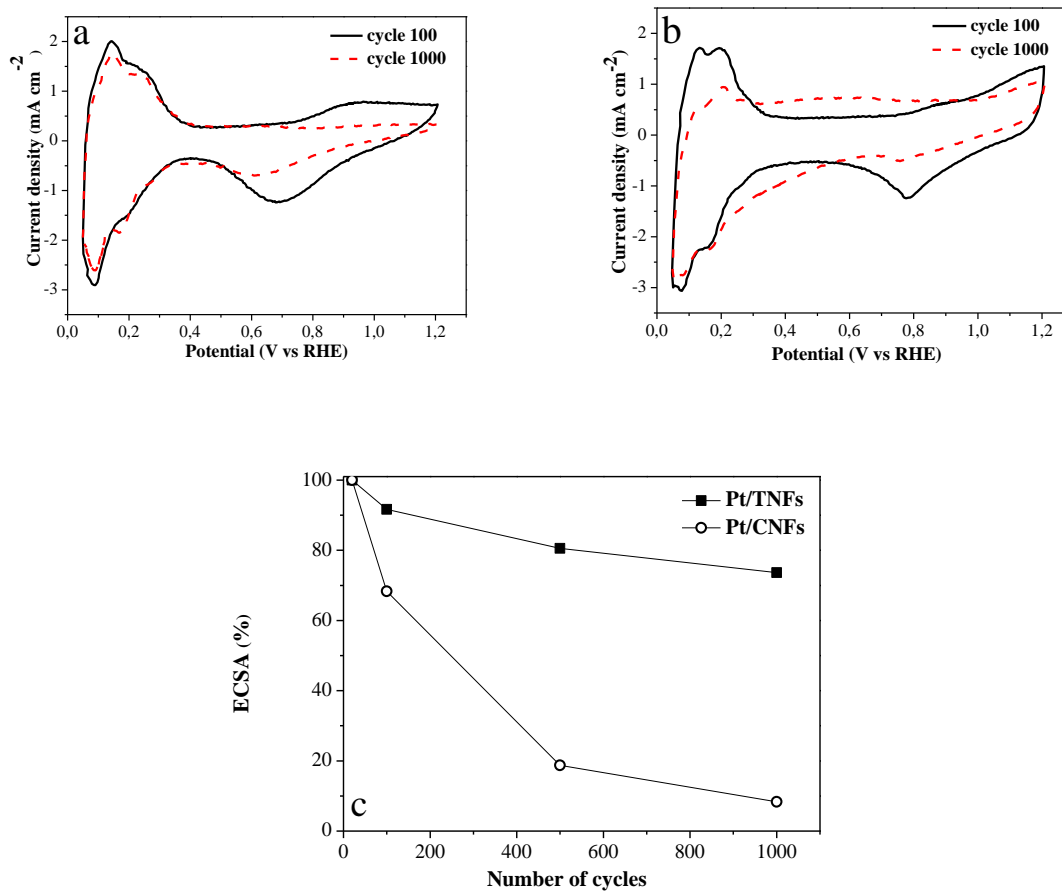 a
cycle 100
cycle 1000
Current density (mA cm-2)
2
1
0
-1
-2
-3
0,0 0,2 0,4 0,6 0,8 1,0 1,2
Potential (V vs RHE)
b
cycle 100
cycle 1000
Current density (mA cm-2)
2
1
0
-1
-2
-3
0,0 0,2 0,4 0,6 0,8 1,0 1,2
Potential (V vs RHE)
Pt/TNFs
Pt/CNFs
ECSA (%)
100
80
60
40
20
0
c
0 200 400 600 800 1000
Number of cycles